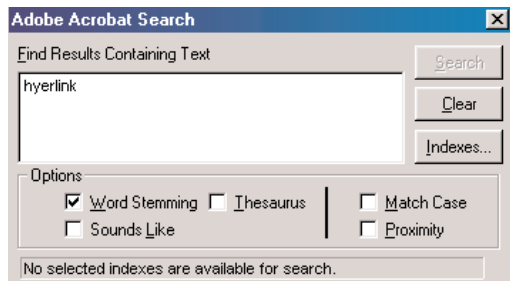 Adobe Acrobat Search
Find Results Containing Text
Search
hyerlink
Clear
Indexes...
Options
Word Stemming Thesaurus Match Case
Sounds Like Proximity
No selected indexes are available for search.